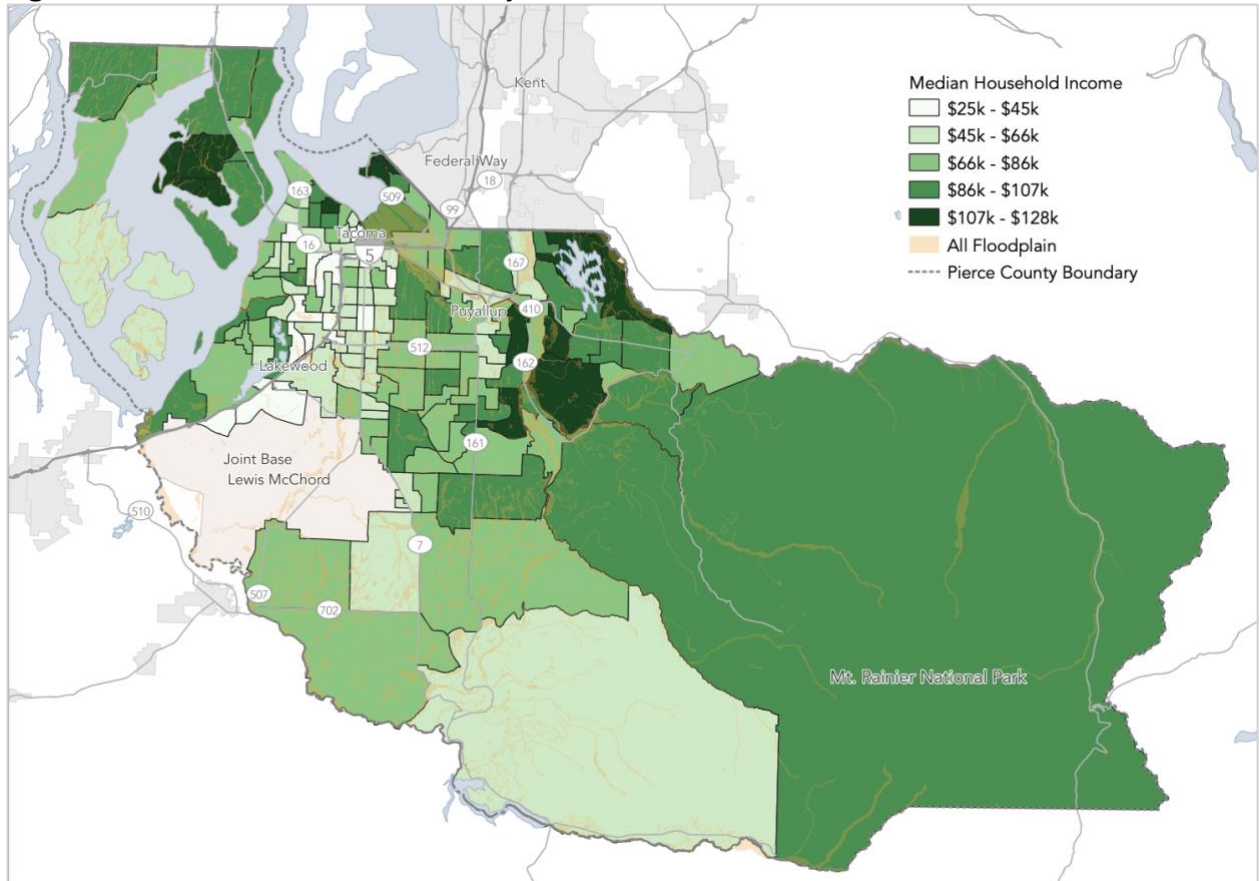 Kent
Median Household Income
$25k - $45k
$45k - $66k
$66k - $86k
$86k - $107k
$107k - $128k
All Floodplain
Pierce County Boundary
Federal Way
18
163
509
99
Tacoma
16
5
167
Puyallup
410
512
162
Lakewood
161
Joint Base
Lewis McChord
510
7
507
702
Mt. Rainier National Park